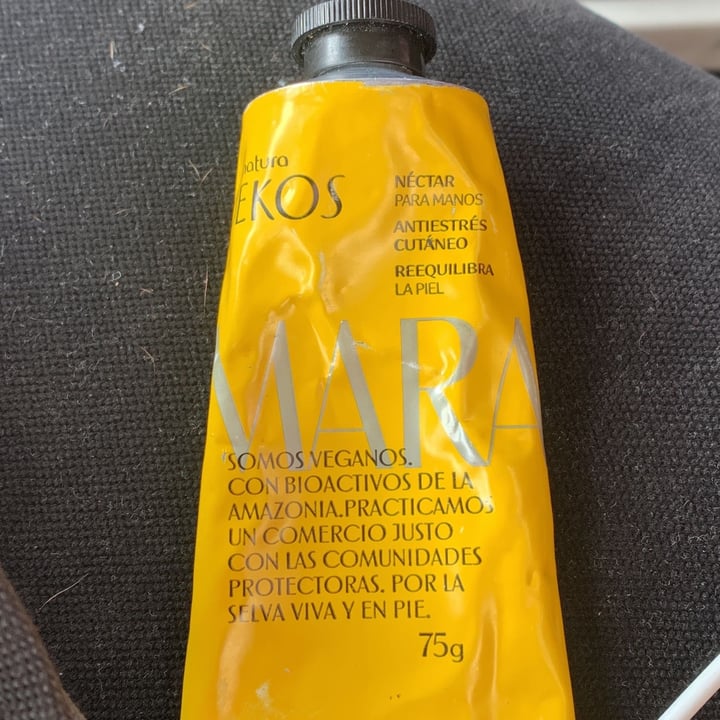 natura
EKOS
NÉCTAR
PARA MANOS
ANTIESTRÉS
CUTÁNEO
REEQUILIBRA
LA PIEL
MARA
SOMOS VEGANOS.
CON BIOACTIVOS DE LA
AMAZONIA.PRACTICAMOS
UN COMERCIO JUSTO
CON LAS COMUNIDADES
PROTECTORAS. POR LA
SELVA VIVA Y EN PIE.
75g